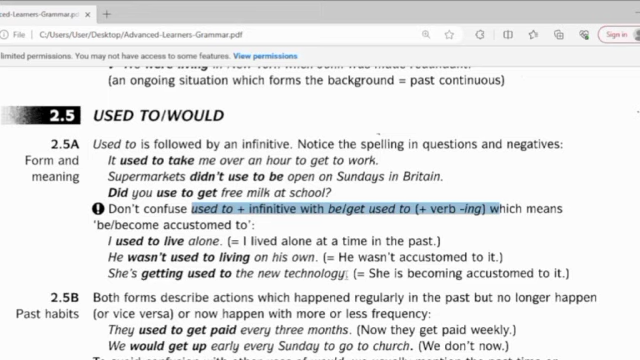 -Learners-Grammar.pd
C:/Users/User/Desktop/Advanced-Learners-Grammar.pdf
Sign in
limited permissions. You may not have access to some features. View permissions
(an ongoing situation which forms the background = past continuous)
2.5 USED TO/WOULD
2.5A Used to is followed by an infinitive. Notice the spelling in questions and negatives:
Form and It used to take me over an hour to get to work.
meaning Supermarkets didn't use to be open on Sundays in Britain.
Did you use to get free milk at school?
! Don't confuse used to + infinitive with be/get used to (+ verb -ing) which means
'be/become accustomed to':
I used to live alone. (= I lived alone at a time in the past.)
He wasn't used to living on his own. (= He wasn't accustomed to it.)
She's getting used to the new technology. (= She is becoming accustomed to it.)
2.5B Both forms describe actions which happened regularly in the past but no longer happen
Past habits (or vice versa) or now happen with more or less frequency:
They used to get paid every three months. (Now they get paid weekly.)
We would get up early every Sunday to go to church. (We don't now.)